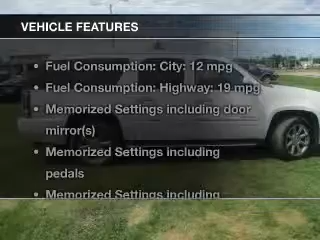 VEHICLE FEATURES
• Fuel Consumption: City: 12 mpg
• Fuel Consumption: Highway: 19 mpg
• Memorized Settings including door
mirror(s)
• Memorized Settings including
pedals
• Memorized Settings including